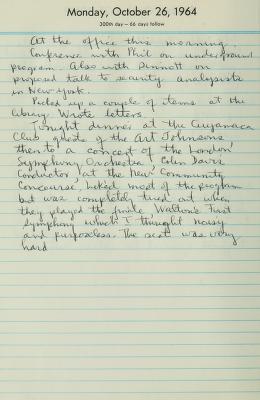 Monday, October 26, 1964
300th day — 66 days follow
At the office this morning.
Conference with Phil on underground
program. Also with Dermott on
proposed talk to security analysists
in New York.
Picked up a couple of items at the
library. Wrote letters.
Tonight dinner at the Cuyamaca
Club guests of the Art Johnsons
then to a concert of the London
Symphony Orchestra, Colin Davis
Conductor, at the new Community
Concourse. Liked most of the program
but was completely tired out when
they played the finale, Walton's First
Symphony which I thought noisy
and purposeless. The seat was very
hard